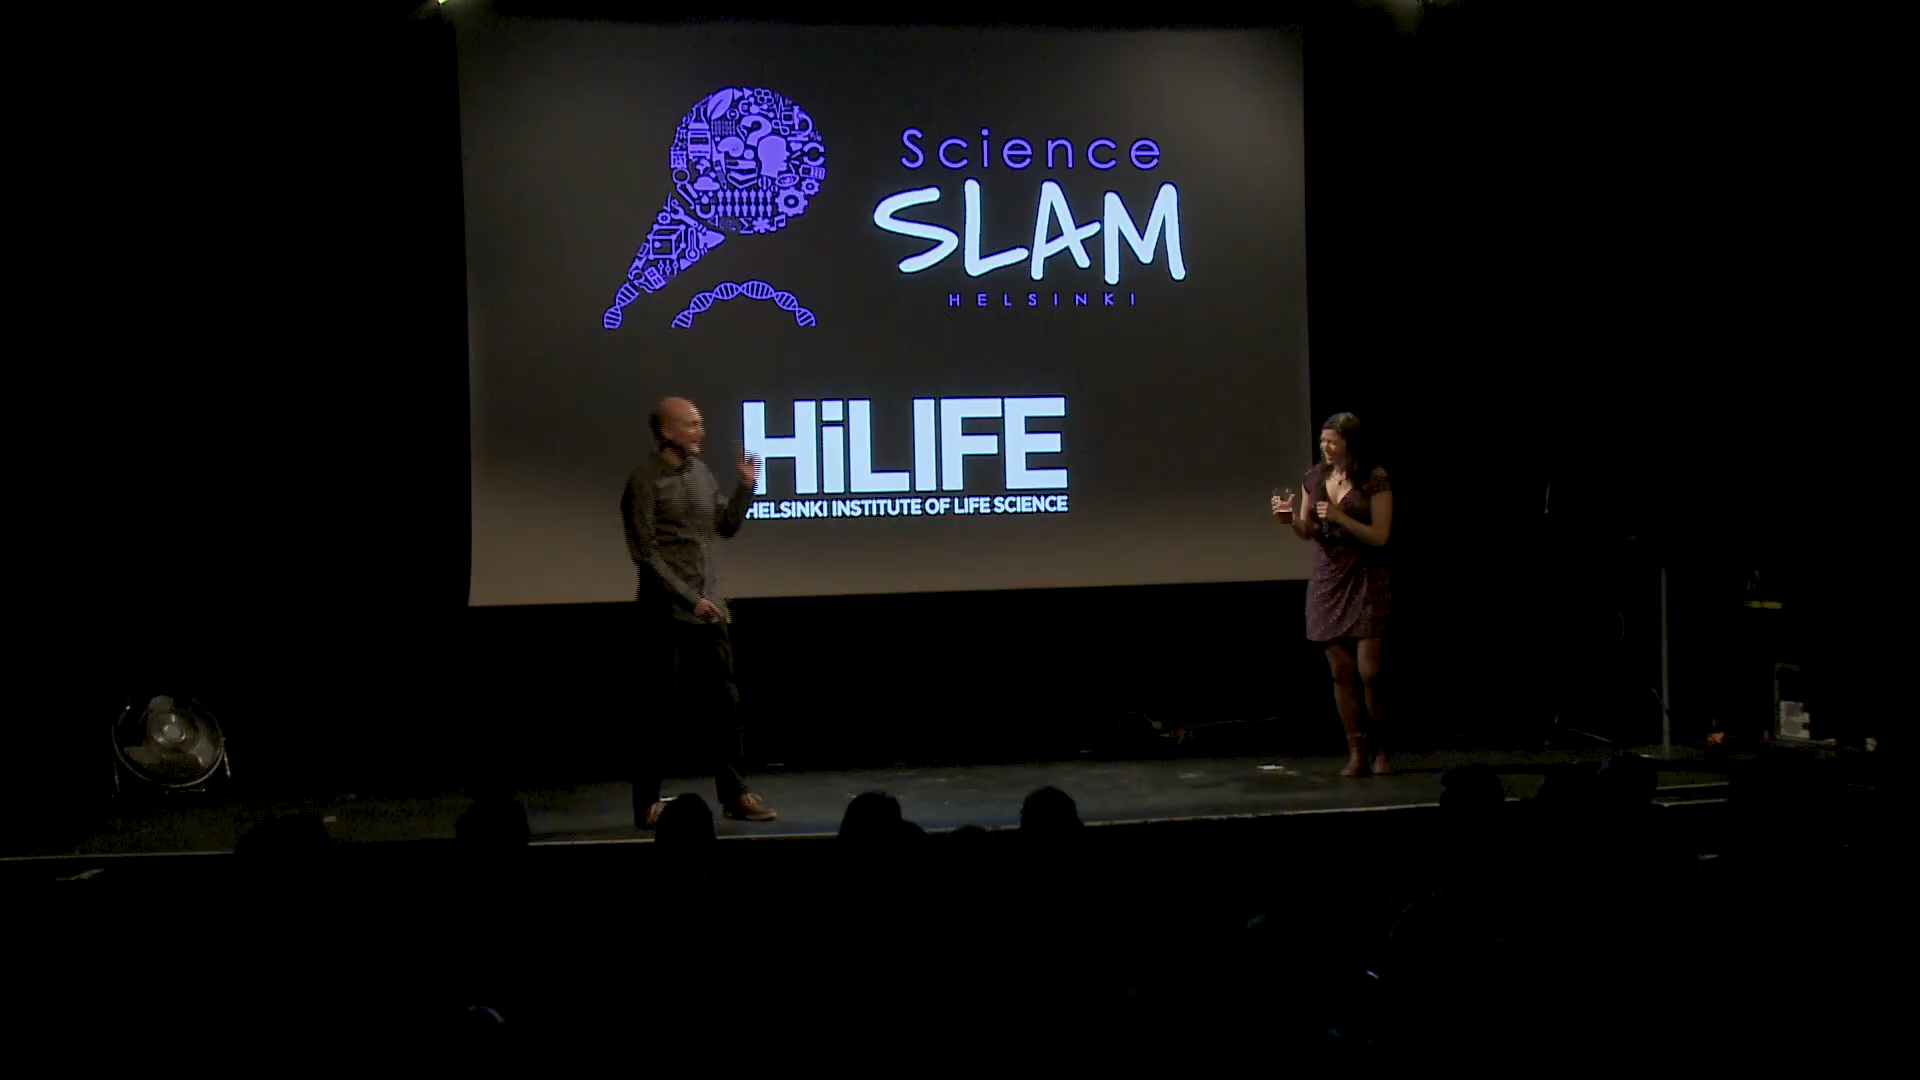 Science
SLAM
HELSINKI
HiLIFE
HELSINKI INSTITUTE OF LIFE SCIENCE